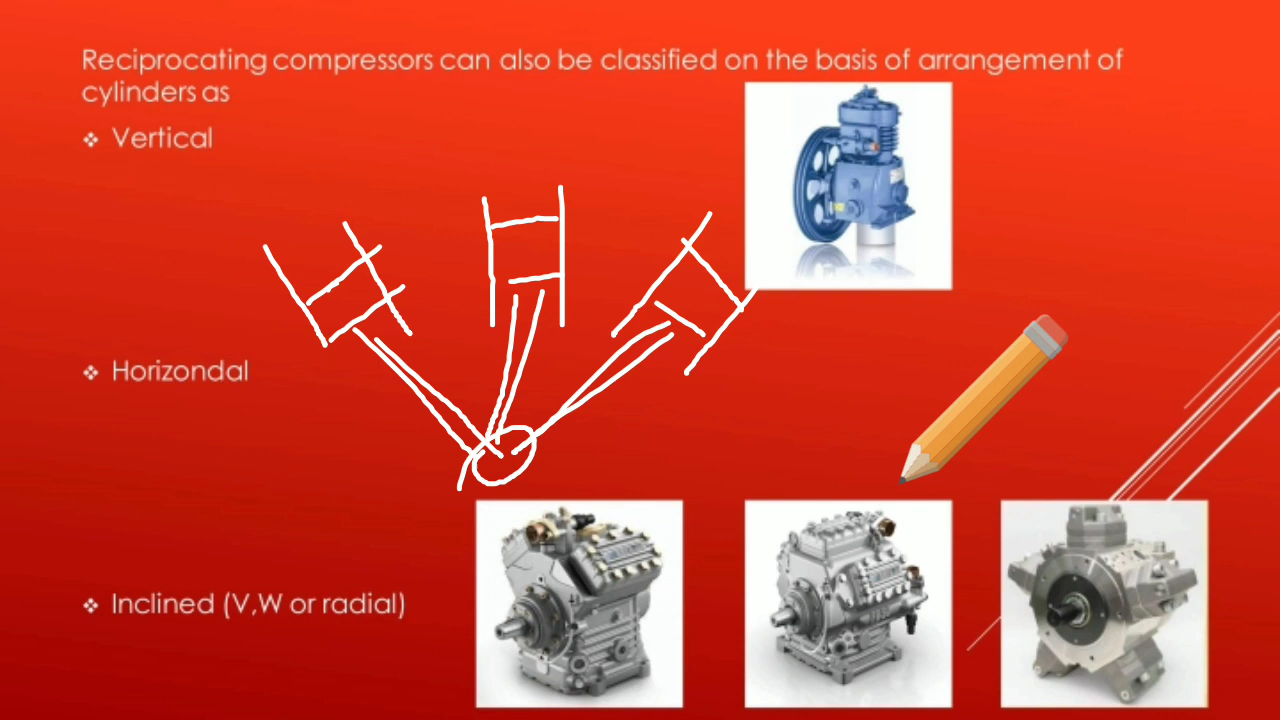 Reciprocating compressors can also be classified on the basis of arrangement of
cylinders as
❖ Vertical
❖ Horizondal
❖ Inclined (V,W or radial)